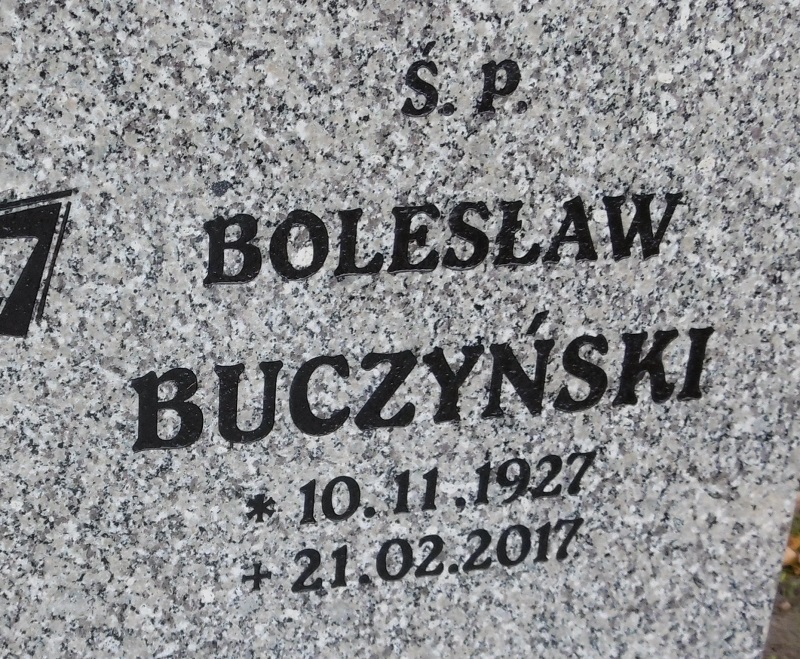 Ś. P.
BOLESŁAW
BUCZYŃSKI
* 10.11.1927
+ 21.02.2017